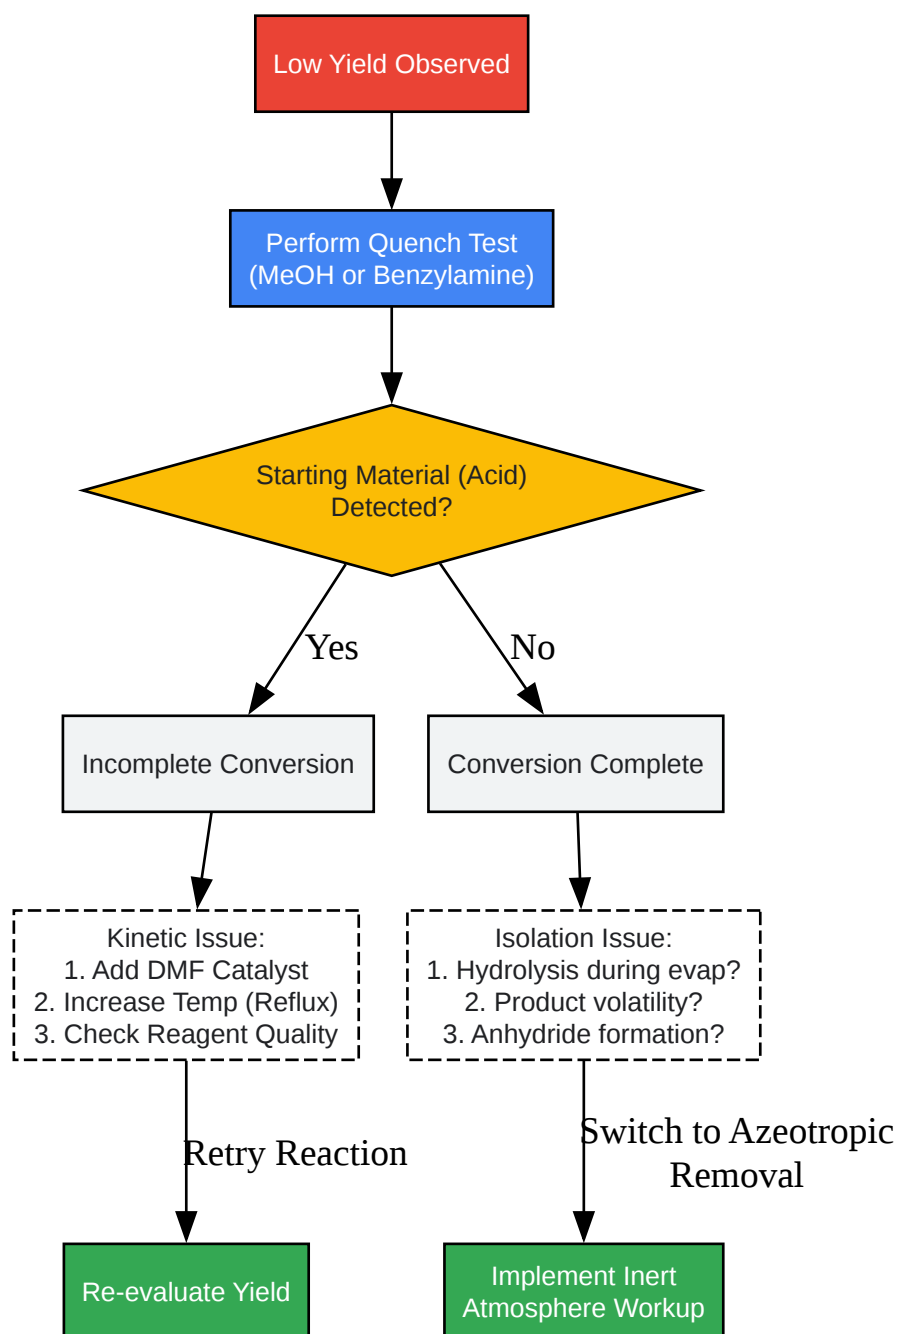 Low Yield Observed
Perform Quench Test
(MeOH or Benzylamine)
Starting Material (Acid)
Detected?
Yes
No
Incomplete Conversion
Conversion Complete
Kinetic Issue:
1. Add DMF Catalyst
2. Increase Temp (Reflux)
3. Check Reagent Quality
Isolation Issue:
1. Hydrolysis during evap?
2. Product volatility?
3. Anhydride formation?
Retry Reaction
Switch to Azeotropic
Removal
Re-evaluate Yield
Implement Inert
Atmosphere Workup